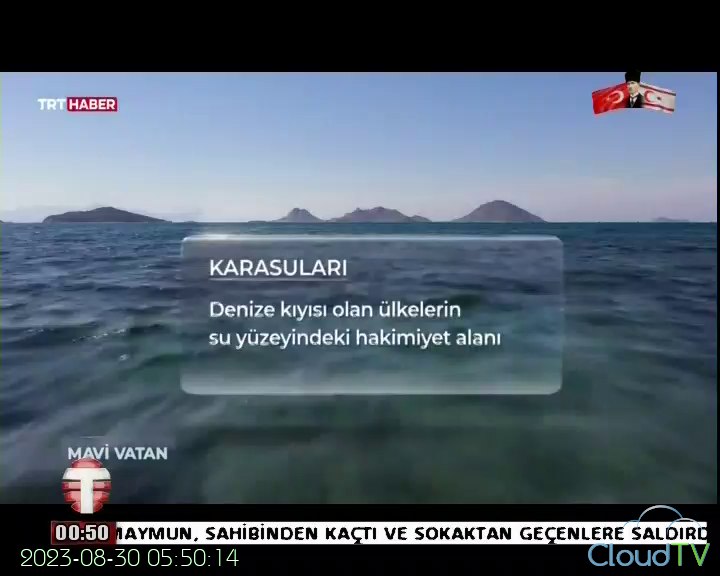 TRT HABER
KARASULARI
Denize kıyısı olan ülkelerin
su yüzeyindeki hakimiyet alanı
MAVİ VATAN
T
00:50 MAYMUN, SAHİBİNDEN KAÇTI VE SOKAKTAN GEÇENLERE SALDIRD
2023-08-30 05:50:14
CloudTV